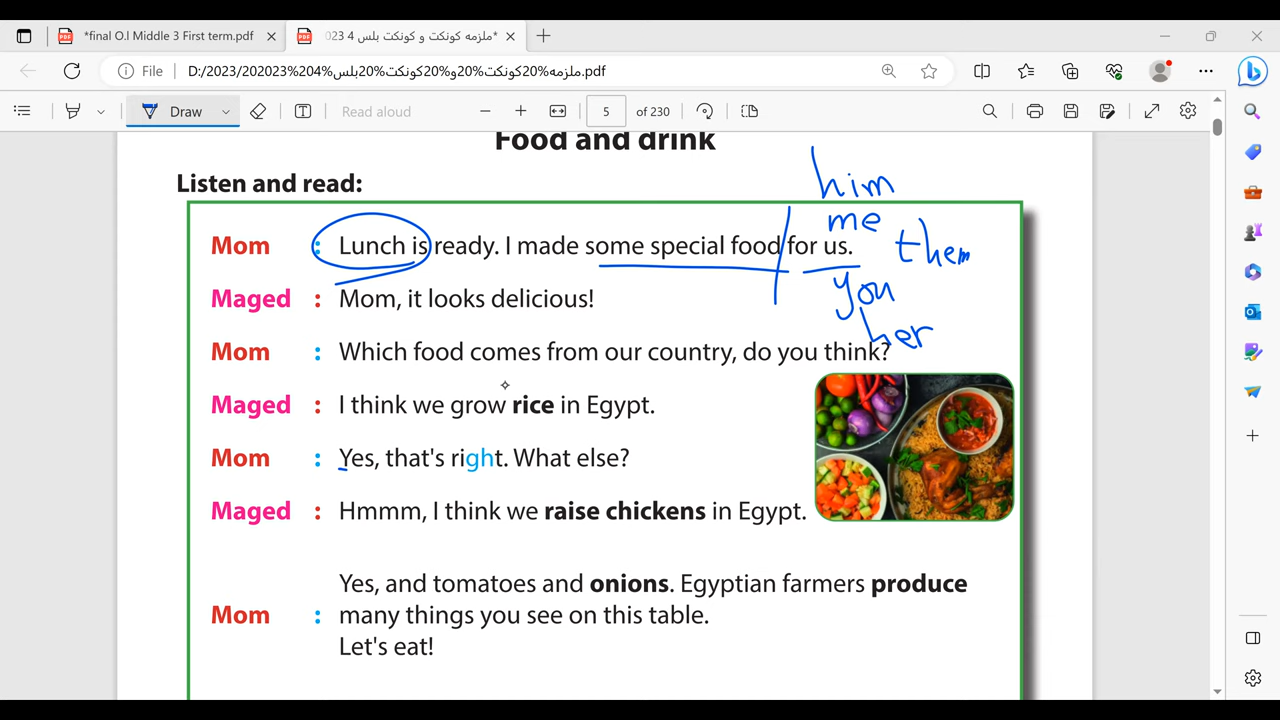 *final O.l Middle 3 First term.pdf
*ملزمه كونكت و كونكت بلس 4 023
File
D:/2023/202023%204%ملزمه%20كونكت%20و%20كونكت%20بلس.pdf
Draw
Read aloud
5 of 230
Food and drink
Listen and read:
him
me
them
Mom : Lunch is ready. I made some special food for us.
you
Maged : Mom, it looks delicious!
her
Mom : Which food comes from our country, do you think?
Maged : I think we grow rice in Egypt.
Mom : Yes, that's right. What else?
Maged : Hmmm, I think we raise chickens in Egypt.
Yes, and tomatoes and onions. Egyptian farmers produce
Mom : many things you see on this table.
Let's eat!